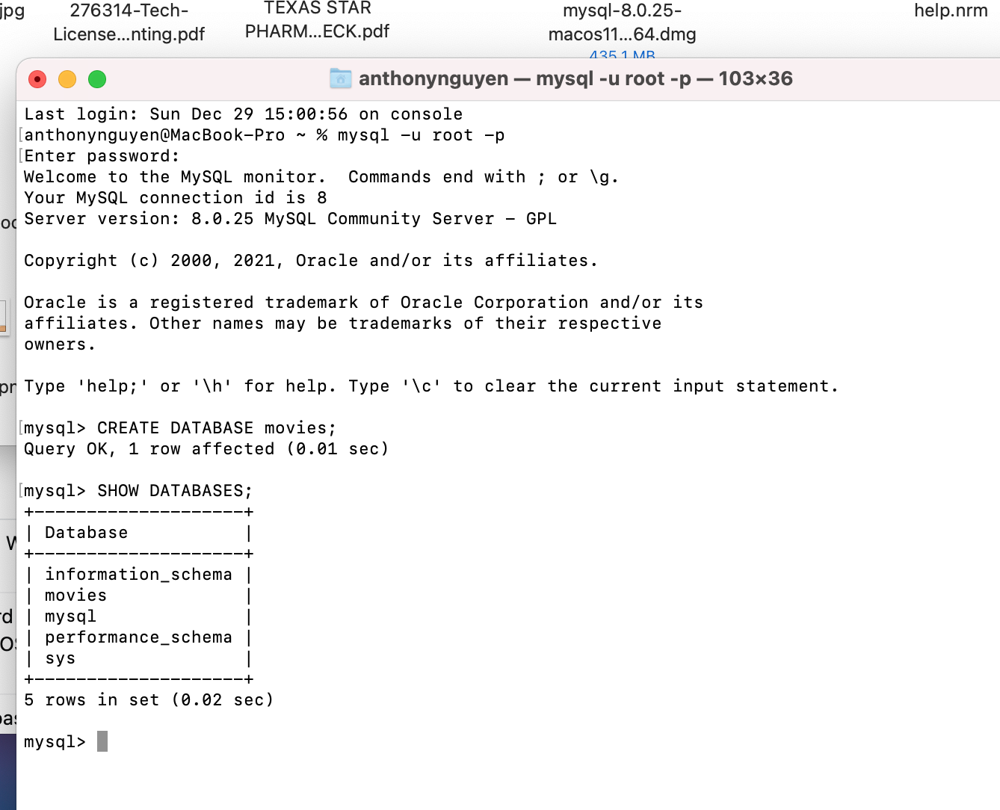 jpg
276314-Tech-
License...nting.pdf
TEXAS STAR
PHARM...ECK.pdf
mysql-8.0.25-
macos11...64.dmg
435.1 MB
help.nrm
anthonynguyen — mysql -u root -p — 103×36
Last login: Sun Dec 29 15:00:56 on console
[anthonynguyen@MacBook-Pro ~ % mysql -u root -p
[Enter password:
Welcome to the MySQL monitor.  Commands end with ; or \g.
Your MySQL connection id is 8
Server version: 8.0.25 MySQL Community Server - GPL
Copyright (c) 2000, 2021, Oracle and/or its affiliates.
Oracle is a registered trademark of Oracle Corporation and/or its
affiliates. Other names may be trademarks of their respective
owners.
Type 'help;' or '\h' for help. Type '\c' to clear the current input statement.
[mysql> CREATE DATABASE movies;
Query OK, 1 row affected (0.01 sec)
[mysql> SHOW DATABASES;
+--------------------+
| Database           |
+--------------------+
| information_schema |
| movies             |
| mysql              |
| performance_schema |
| sys                |
+--------------------+
5 rows in set (0.02 sec)
mysql>